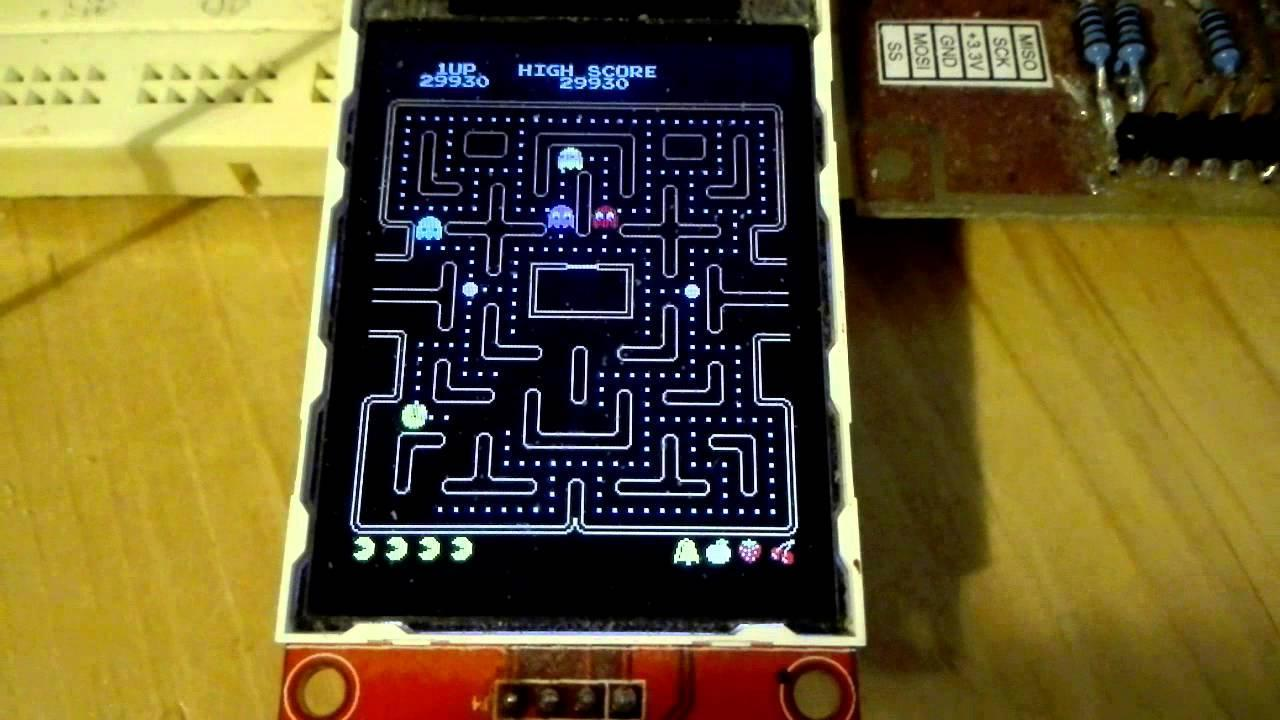 1UP HIGH SCORE
29930 29930
SS
MOSI
GND
+3.3V
SCK
MISO